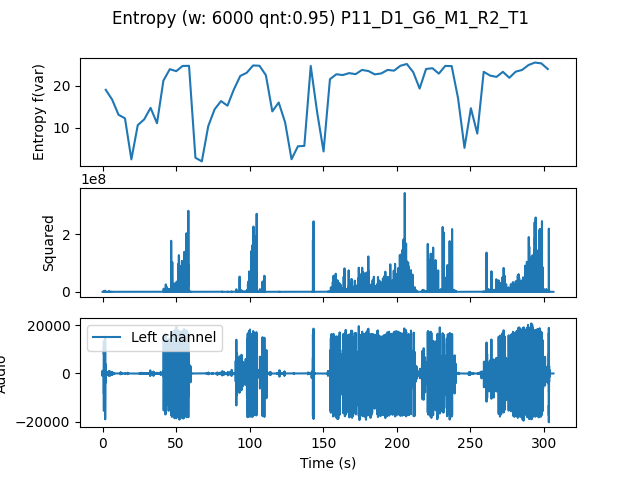 Entropy (w: 6000 qnt:0.95) P11_D1_G6_M1_R2_T1
Entropy f(var)
20
10
1e8
Squared
2
0
Audio
20000
0
−20000
Left channel
0 50 100 150 200 250 300
Time (s)